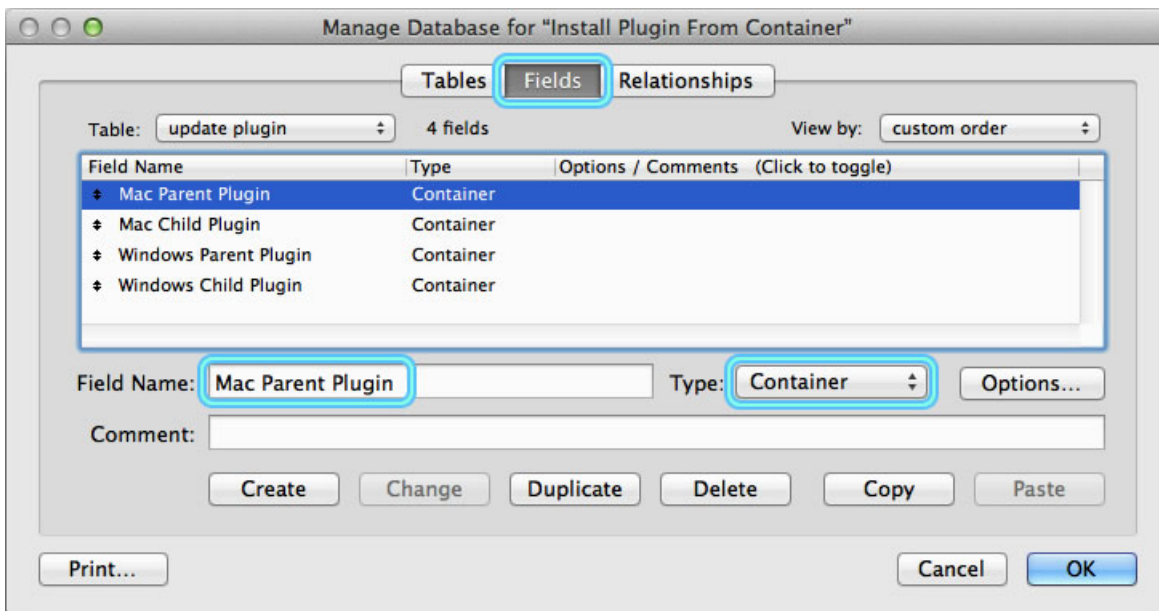 Manage Database for “Install Plugin From Container”
Tables Fields Relationships
Table: update plugin 4 fields View by: custom order
Field Name Type Options / Comments (Click to toggle)
Mac Parent Plugin Container
Mac Child Plugin Container
Windows Parent Plugin Container
Windows Child Plugin Container
Field Name: Mac Parent Plugin Type: Container Options...
Comment:
Create Change Duplicate Delete Copy Paste
Print... Cancel OK